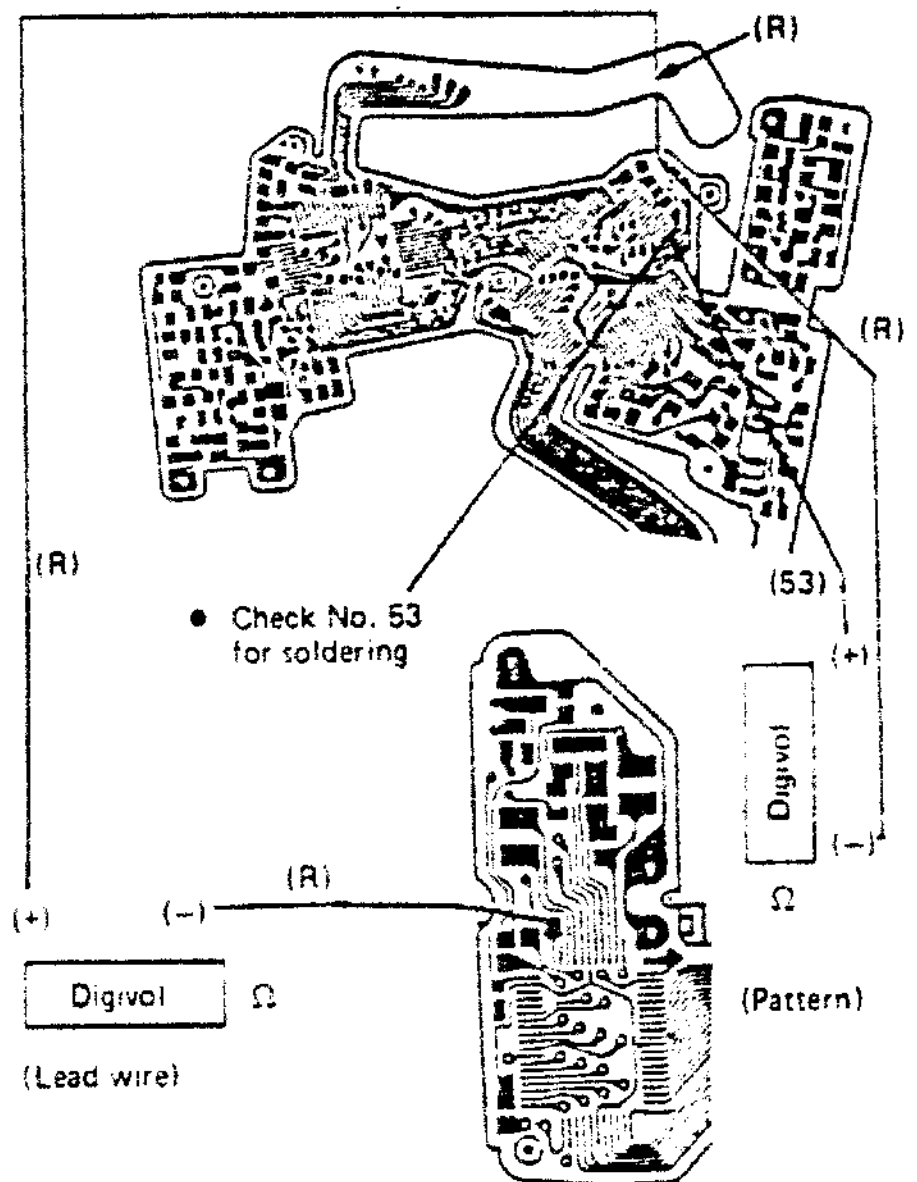 (R)
(R)
(R)
(53)
● Check No. 53
for soldering
(+)
Digivol
(−)
Ω
(R)
(+)
(−)
Digivol Ω
(Pattern)
(Lead wire)